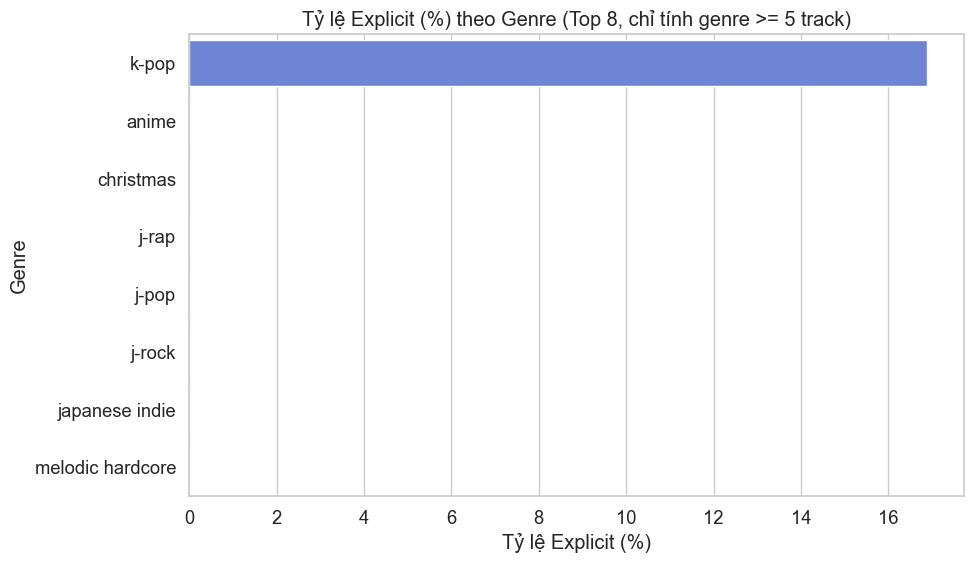 Tỷ lệ Explicit (%) theo Genre (Top 8, chỉ tính genre >= 5 track)
Genre
k-pop
anime
christmas
j-rap
j-pop
j-rock
japanese indie
melodic hardcore
0 2 4 6 8 10 12 14 16
Tỷ lệ Explicit (%)